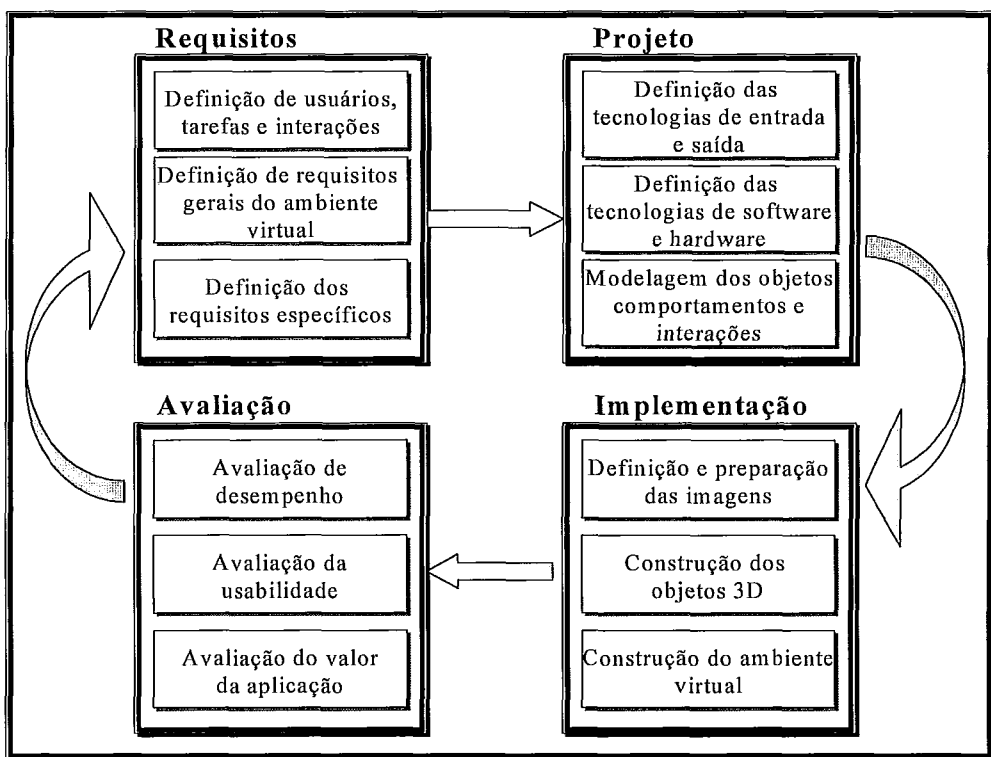 Requisitos
Definição de usuários,
tarefas e interações
Definição de requisitos
gerais do ambiente
virtual
Definição dos
requisitos específicos
Projeto
Definição das
tecnologias de entrada
e saída
Definição das
tecnologias de software
e hardware
Modelagem dos objetos
comportamentos e
interações
Avaliação
Avaliação de
desempenho
Avaliação da
usabilidade
Avaliação do valor
da aplicação
Implementação
Definição e preparação
das imagens
Construção dos
objetos 3D
Construção do ambiente
virtual